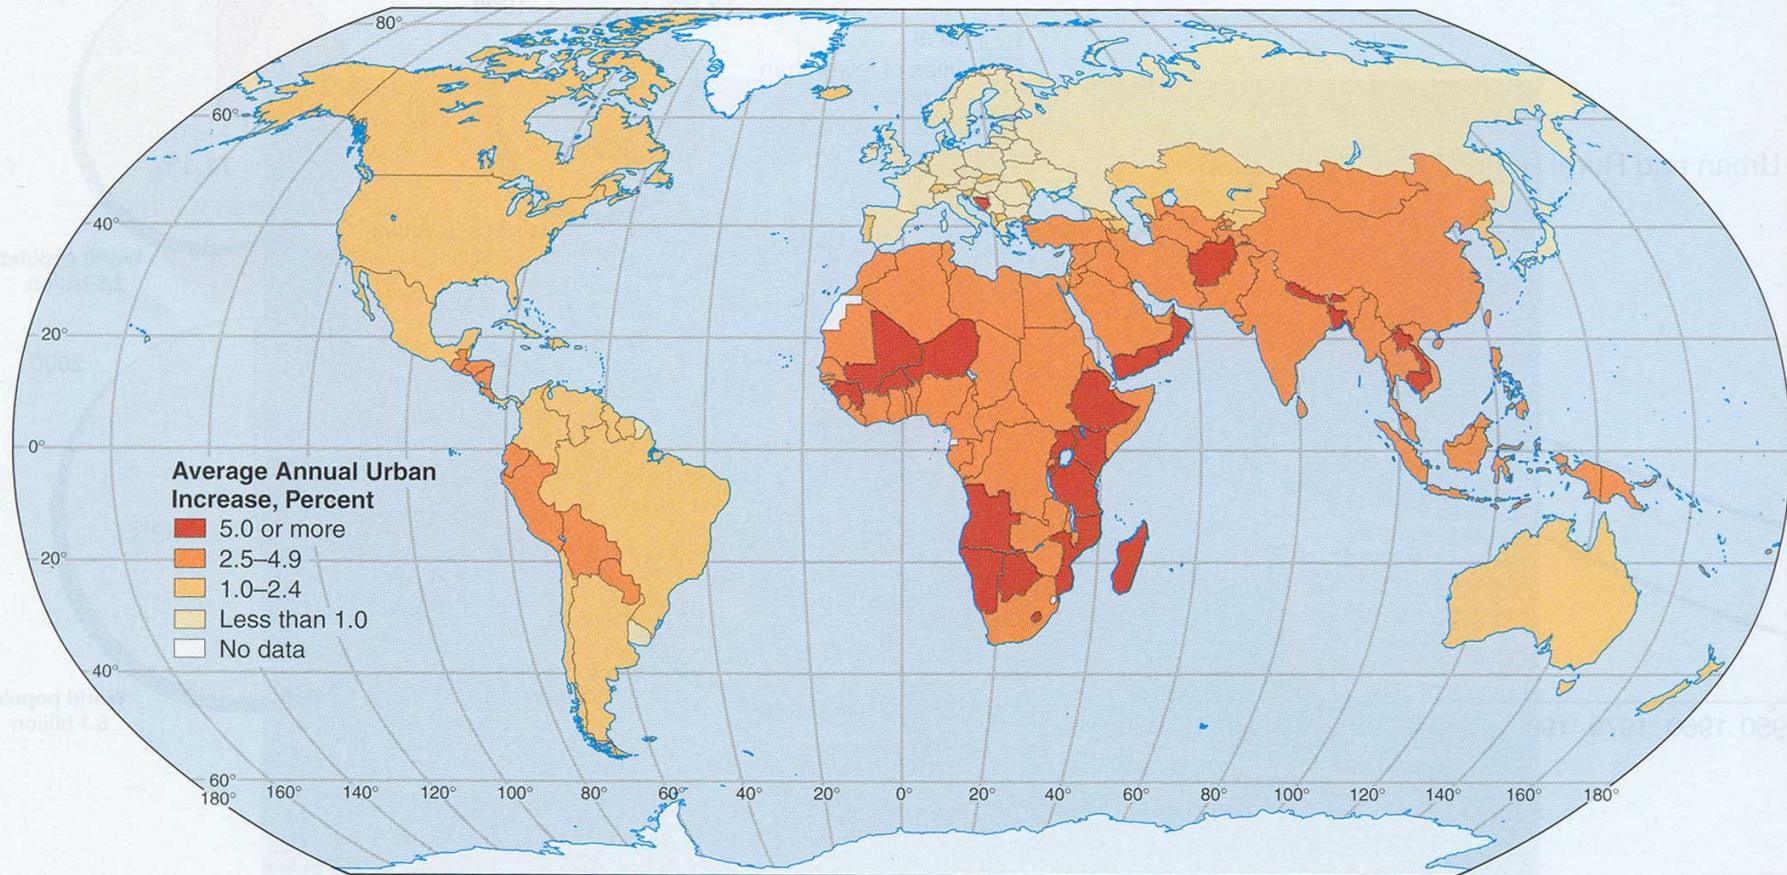 80°
60°
40°
20°
0°
20°
40°
60°
Average Annual Urban
Increase, Percent
5.0 or more
2.5–4.9
1.0–2.4
Less than 1.0
No data
180° 160° 140° 120° 100° 80° 60° 40° 20° 0° 20° 40° 60° 80° 100° 120° 140° 160° 180°